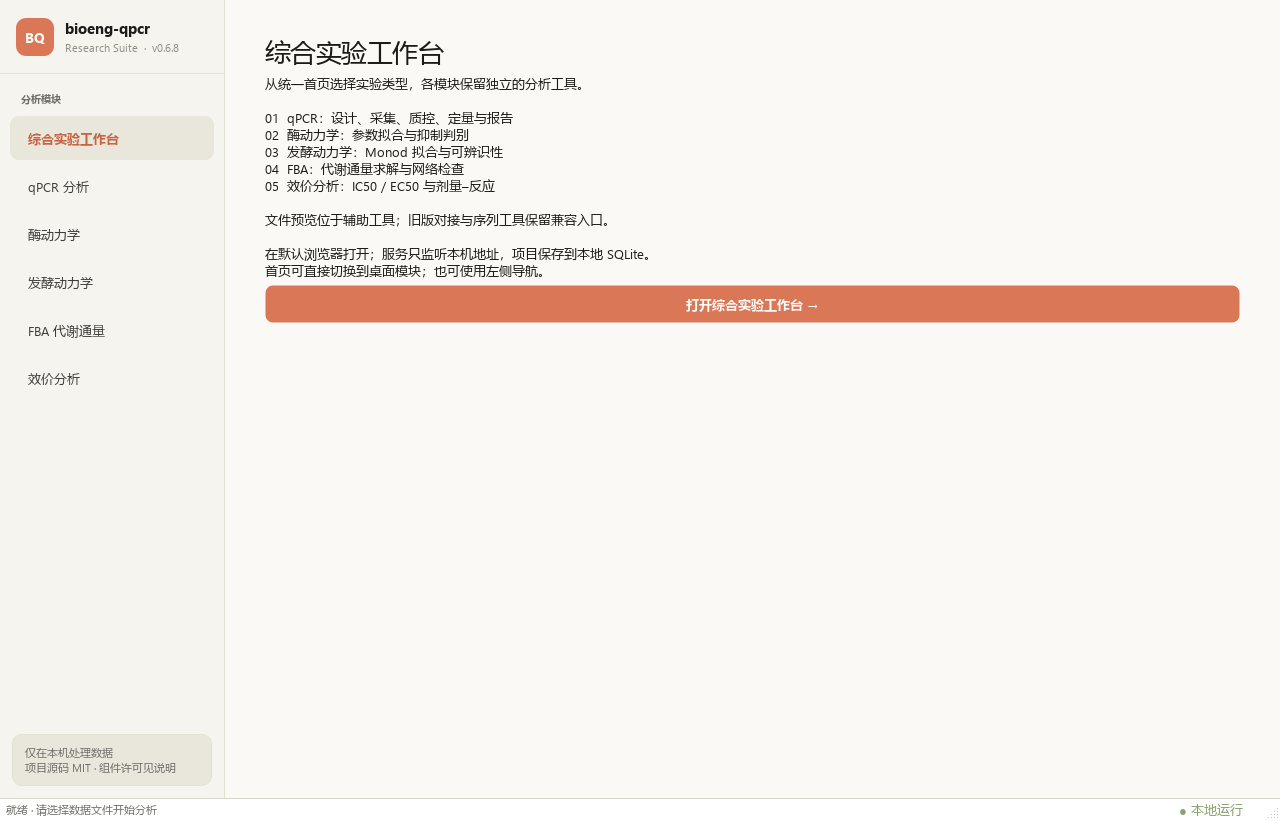 BQ
bioeng-qpcr
Research Suite · v0.6.8
分析模块
综合实验工作台
qPCR 分析
酶动力学
发酵动力学
FBA 代谢通量
效价分析
仅在本机处理数据
项目源码 MIT · 组件许可见说明
综合实验工作台
从统一首页选择实验类型，各模块保留独立的分析工具。
01 qPCR：设计、采集、质控、定量与报告
02 酶动力学：参数拟合与抑制判别
03 发酵动力学：Monod 拟合与可辨识性
04 FBA：代谢通量求解与网络检查
05 效价分析：IC50 / EC50 与剂量–反应
文件预览位于辅助工具；旧版对接与序列工具保留兼容入口。
在默认浏览器打开；服务只监听本机地址，项目保存到本地 SQLite。
首页可直接切换到桌面模块；也可使用左侧导航。
打开综合实验工作台 →
就绪 · 请选择数据文件开始分析
● 本地运行